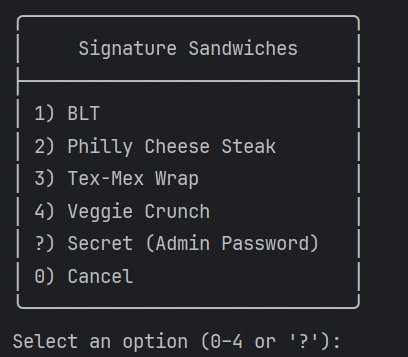 Signature Sandwiches
1) BLT
2) Philly Cheese Steak
3) Tex-Mex Wrap
4) Veggie Crunch
?) Secret (Admin Password)
0) Cancel
Select an option (0-4 or '?'):